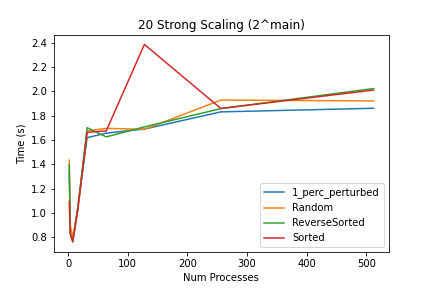 20 Strong Scaling (2^main)
Time (s)
2.4
2.2
2.0
1.8
1.6
1.4
1.2
1.0
0.8
1_perc_perturbed
Random
ReverseSorted
Sorted
0 100 200 300 400 500
Num Processes